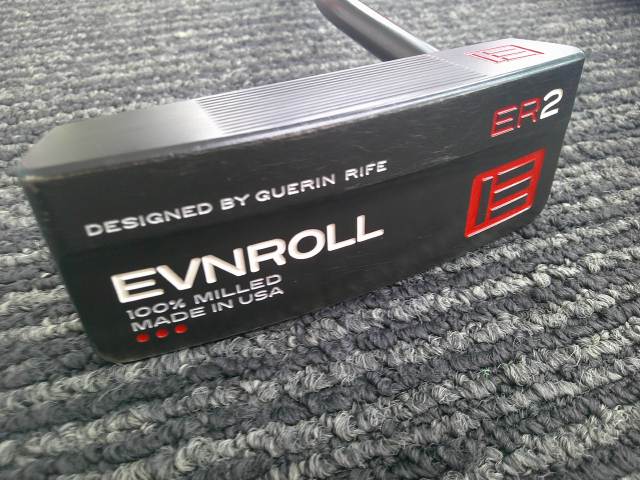 ER2
DESIGNED BY GUERIN RIFE
EVNROLL
100% MILLED
MADE IN USA